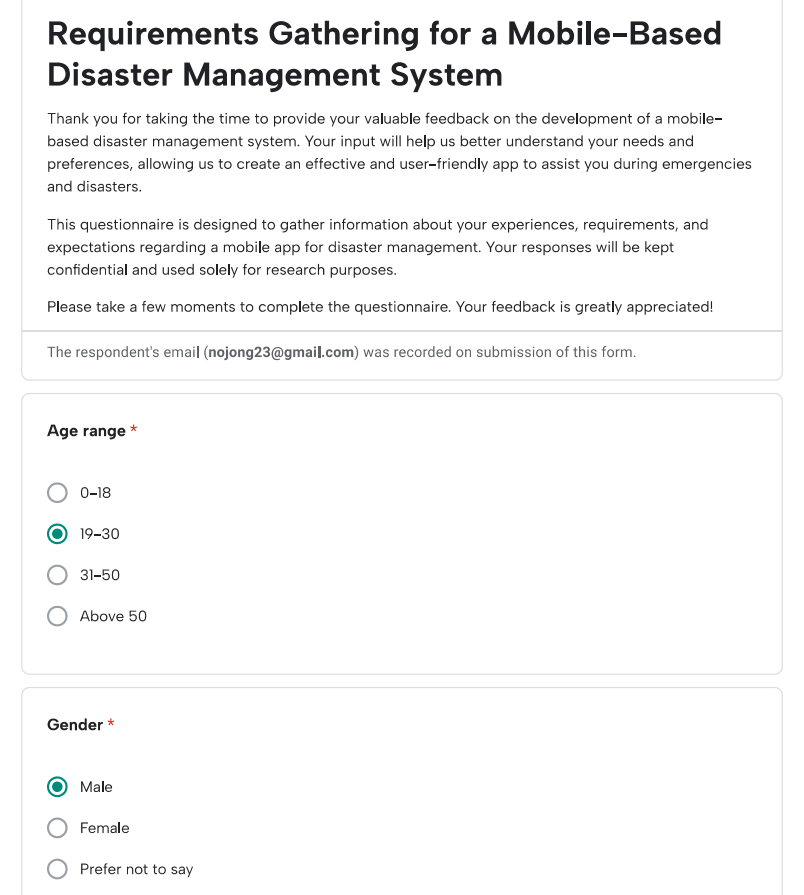 Requirements Gathering for a Mobile-Based
Disaster Management System
Thank you for taking the time to provide your valuable feedback on the development of a mobile-
based disaster management system. Your input will help us better understand your needs and
preferences, allowing us to create an effective and user-friendly app to assist you during emergencies
and disasters.
This questionnaire is designed to gather information about your experiences, requirements, and
expectations regarding a mobile app for disaster management. Your responses will be kept
confidential and used solely for research purposes.
Please take a few moments to complete the questionnaire. Your feedback is greatly appreciated!
The respondent's email (nojong23@gmail.com) was recorded on submission of this form.
Age range *
0-18
19-30
31-50
Above 50
Gender *
Male
Female
Prefer not to say